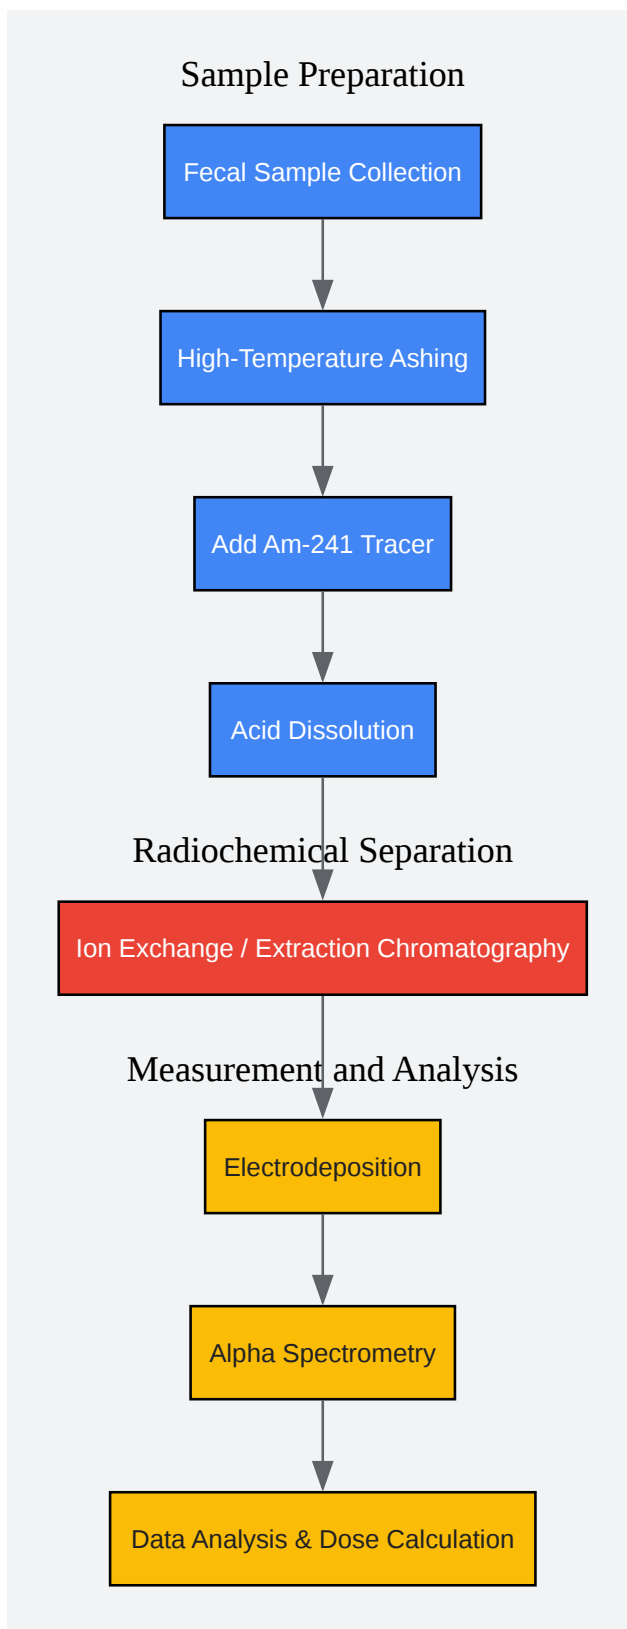 Sample Preparation
Fecal Sample Collection
High-Temperature Ashing
Add Am-241 Tracer
Acid Dissolution
Radiochemical Separation
Ion Exchange / Extraction Chromatography
Measurement and Analysis
Electrodeposition
Alpha Spectrometry
Data Analysis & Dose Calculation